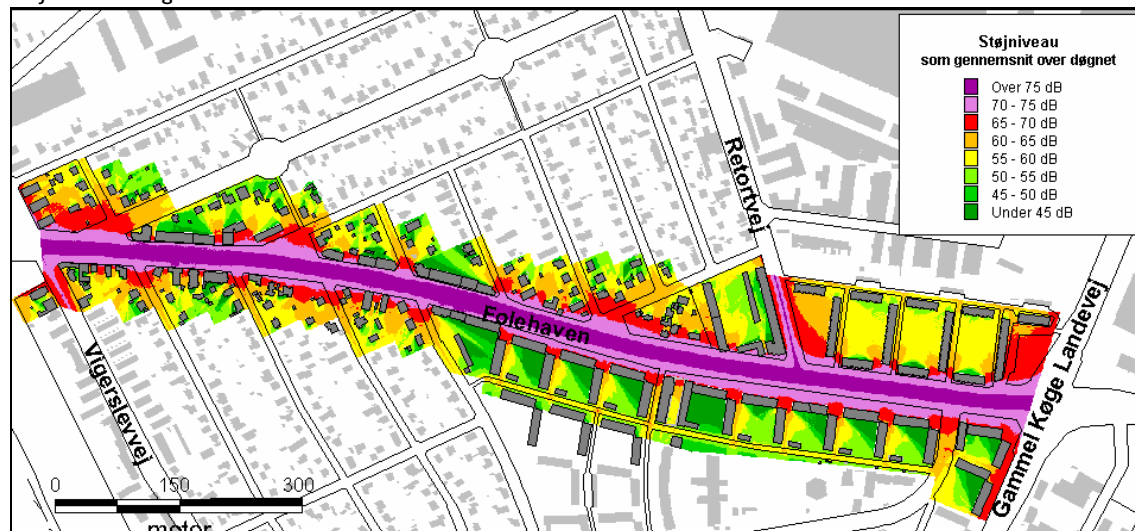 Støjniveau
som gennemsnit over døgnet
Over 75 dB
70 - 75 dB
65 - 70 dB
60 - 65 dB
55 - 60 dB
50 - 55 dB
45 - 50 dB
Under 45 dB
Retortvej
Folehaven
Vigerslevvej
Gammel Køge Landevej
0 150 300